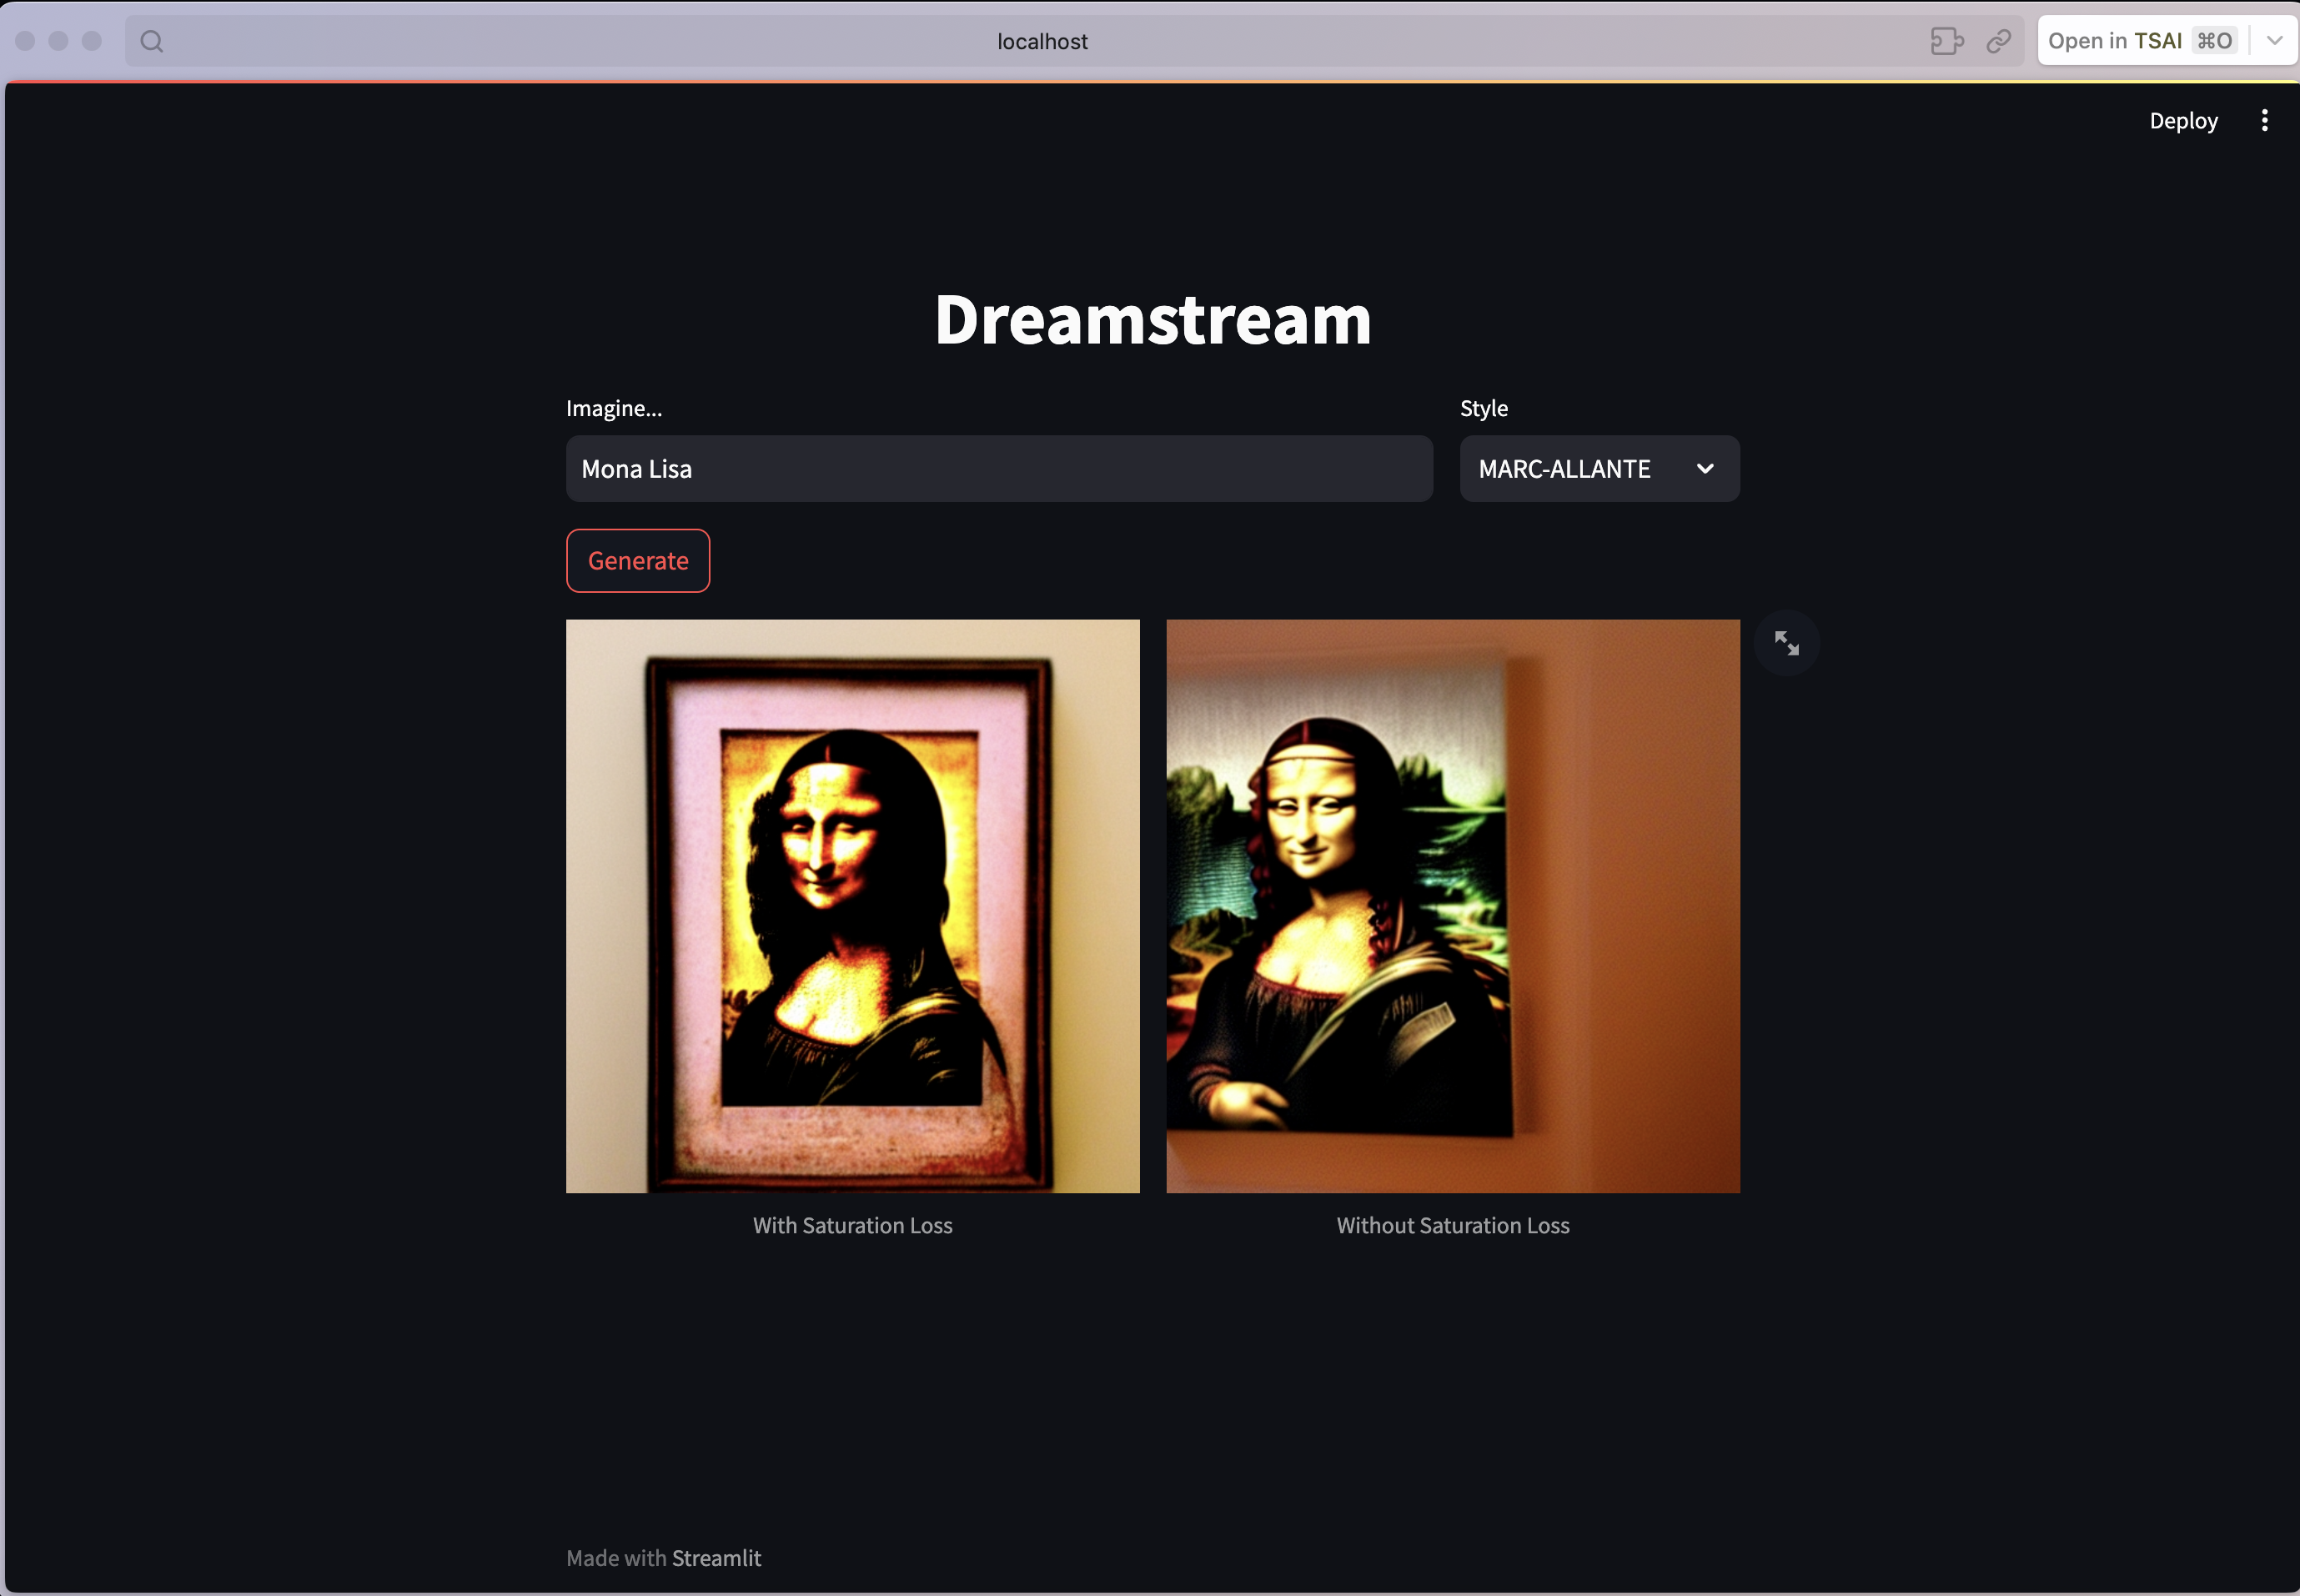 localhost
Open in TSAI ⌘O
Deploy
Dreamstream
Imagine...
Style
Mona Lisa
MARC-ALLANTE
Generate
With Saturation Loss
Without Saturation Loss
Made with Streamlit